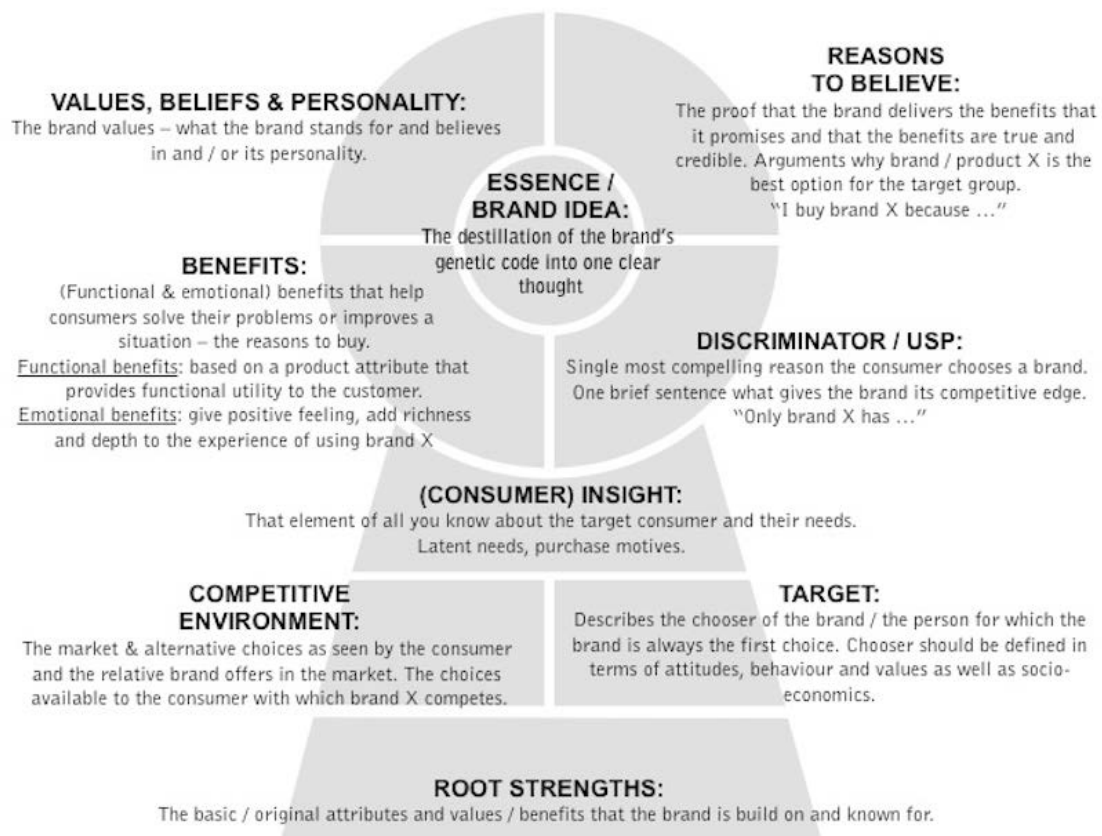 VALUES, BELIEFS & PERSONALITY:
The brand values – what the brand stands for and believes
in and / or its personality.
REASONS
TO BELIEVE:
The proof that the brand delivers the benefits that
it promises and that the benefits are true and
credible. Arguments why brand / product X is the
best option for the target group.
“I buy brand X because ...”
ESSENCE /
BRAND IDEA:
The destillation of the brand's
genetic code into one clear
thought
BENEFITS:
(Functional & emotional) benefits that help
consumers solve their problems or improves a
situation – the reasons to buy.
Functional benefits: based on a product attribute that
provides functional utility to the customer.
Emotional benefits: give positive feeling, add richness
and depth to the experience of using brand X
DISCRIMINATOR / USP:
Single most compelling reason the consumer chooses a brand.
One brief sentence what gives the brand its competitive edge.
“Only brand X has ...”
(CONSUMER) INSIGHT:
That element of all you know about the target consumer and their needs.
Latent needs, purchase motives.
COMPETITIVE
ENVIRONMENT:
The market & alternative choices as seen by the consumer
and the relative brand offers in the market. The choices
available to the consumer with which brand X competes.
TARGET:
Describes the chooser of the brand / the person for which the
brand is always the first choice. Chooser should be defined in
terms of attitudes, behaviour and values as well as socio-
economics.
ROOT STRENGTHS:
The basic / original attributes and values / benefits that the brand is build on and known for.